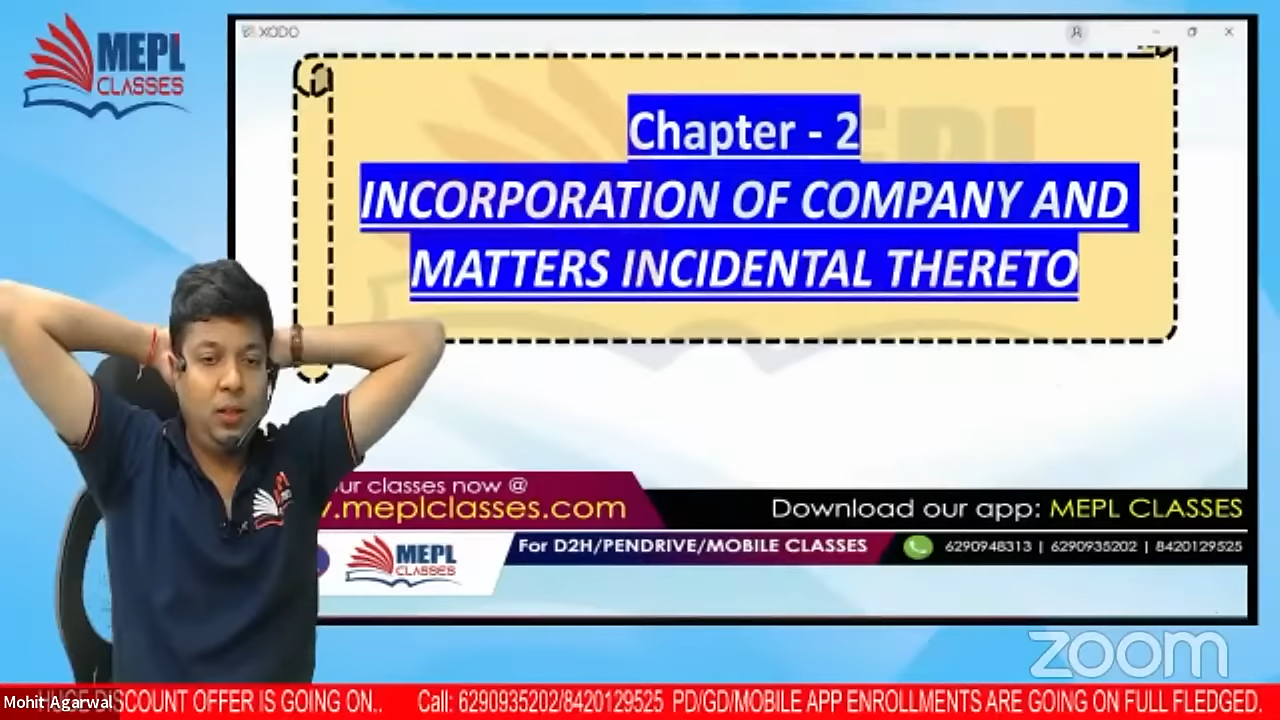 MEPL
CLASSES
XODO
Chapter - 2
INCORPORATION OF COMPANY AND
MATTERS INCIDENTAL THERETO
classes now @
.meplclasses.com
Download our app: MEPL CLASSES
MEPL
CLASSES
For D2H/PENDRIVE/MOBILE CLASSES
6290948313 | 6290935202 | 8420129525
zoom
Mohit Agarwal
DISCOUNT OFFER IS GOING ON.. Call: 6290935202/8420129525 PD/GD/MOBILE APP ENROLLMENTS ARE GOING ON FULL FLEDGED.